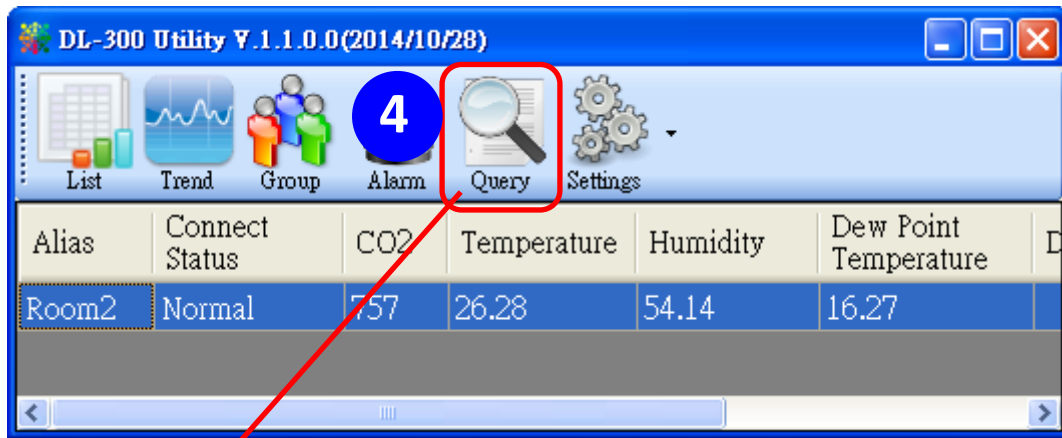 DL-300 Utility V.1.1.0.0(2014/10/28)
4
List Trend Group Alarm Query Settings
Alias Connect Status CO2 Temperature Humidity Dew Point Temperature D
Room2 Normal 757 26.28 54.14 16.27